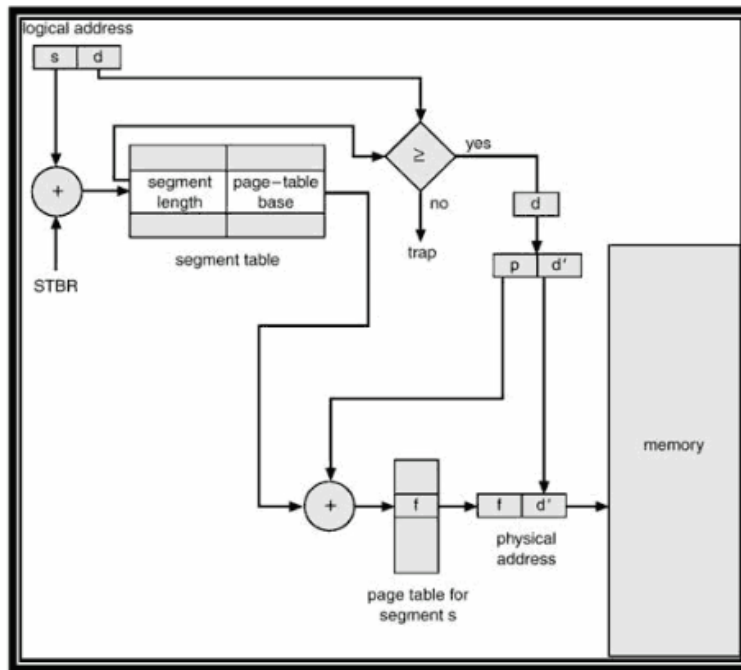 logical address
s d
≥
yes
no
trap
+
segment length
page-table base
segment table
STBR
d
p d'
+
f
page table for
segment s
f d'
physical
address
memory